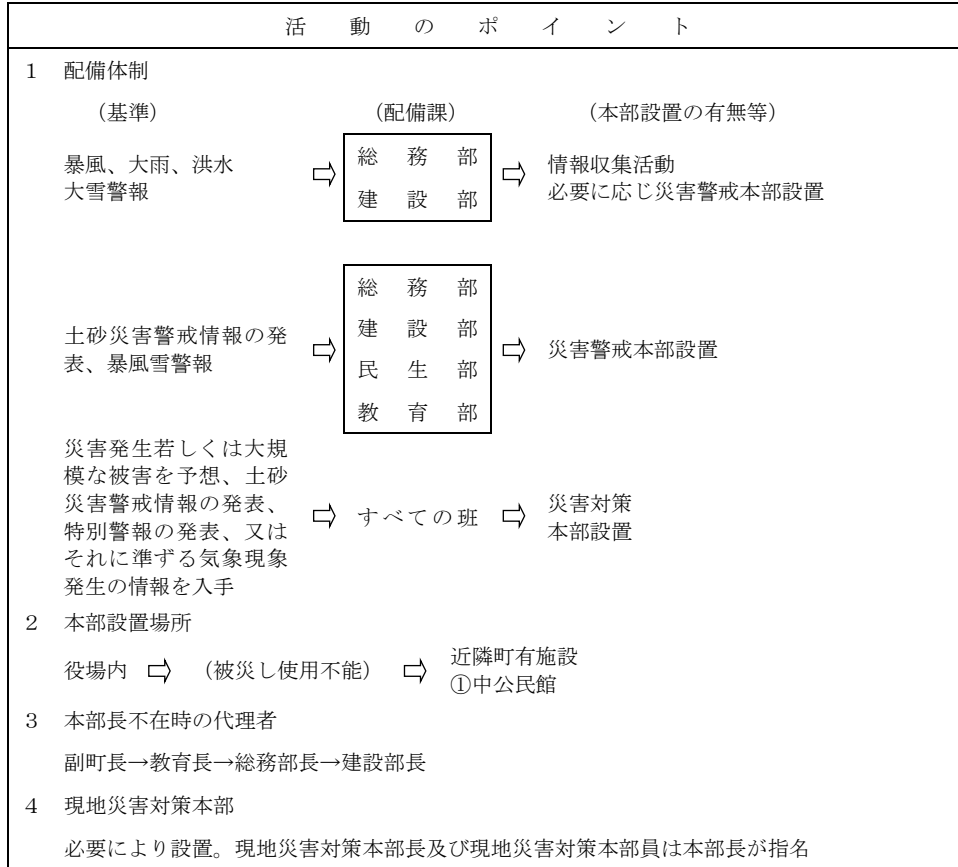 活動のポイント
1 配備体制
（基準） （配備課） （本部設置の有無等）
暴風、大雨、洪水
大雪警報
⇨
総務部
建設部
⇨
情報収集活動
必要に応じ災害警戒本部設置
土砂災害警戒情報の発
表、暴風雪警報
⇨
総務部
建設部
民生部
教育部
⇨
災害警戒本部設置
災害発生若しくは大規
模な被害を予想、土砂
災害警戒情報の発表、
特別警報の発表、又は
それに準ずる気象現象
発生の情報を入手
⇨
すべての班
⇨
災害対策
本部設置
2 本部設置場所
役場内 ⇨ （被災し使用不能） ⇨
近隣町有施設
①中公民館
3 本部長不在時の代理者
副町長→教育長→総務部長→建設部長
4 現地災害対策本部
必要により設置。現地災害対策本部長及び現地災害対策本部員は本部長が指名